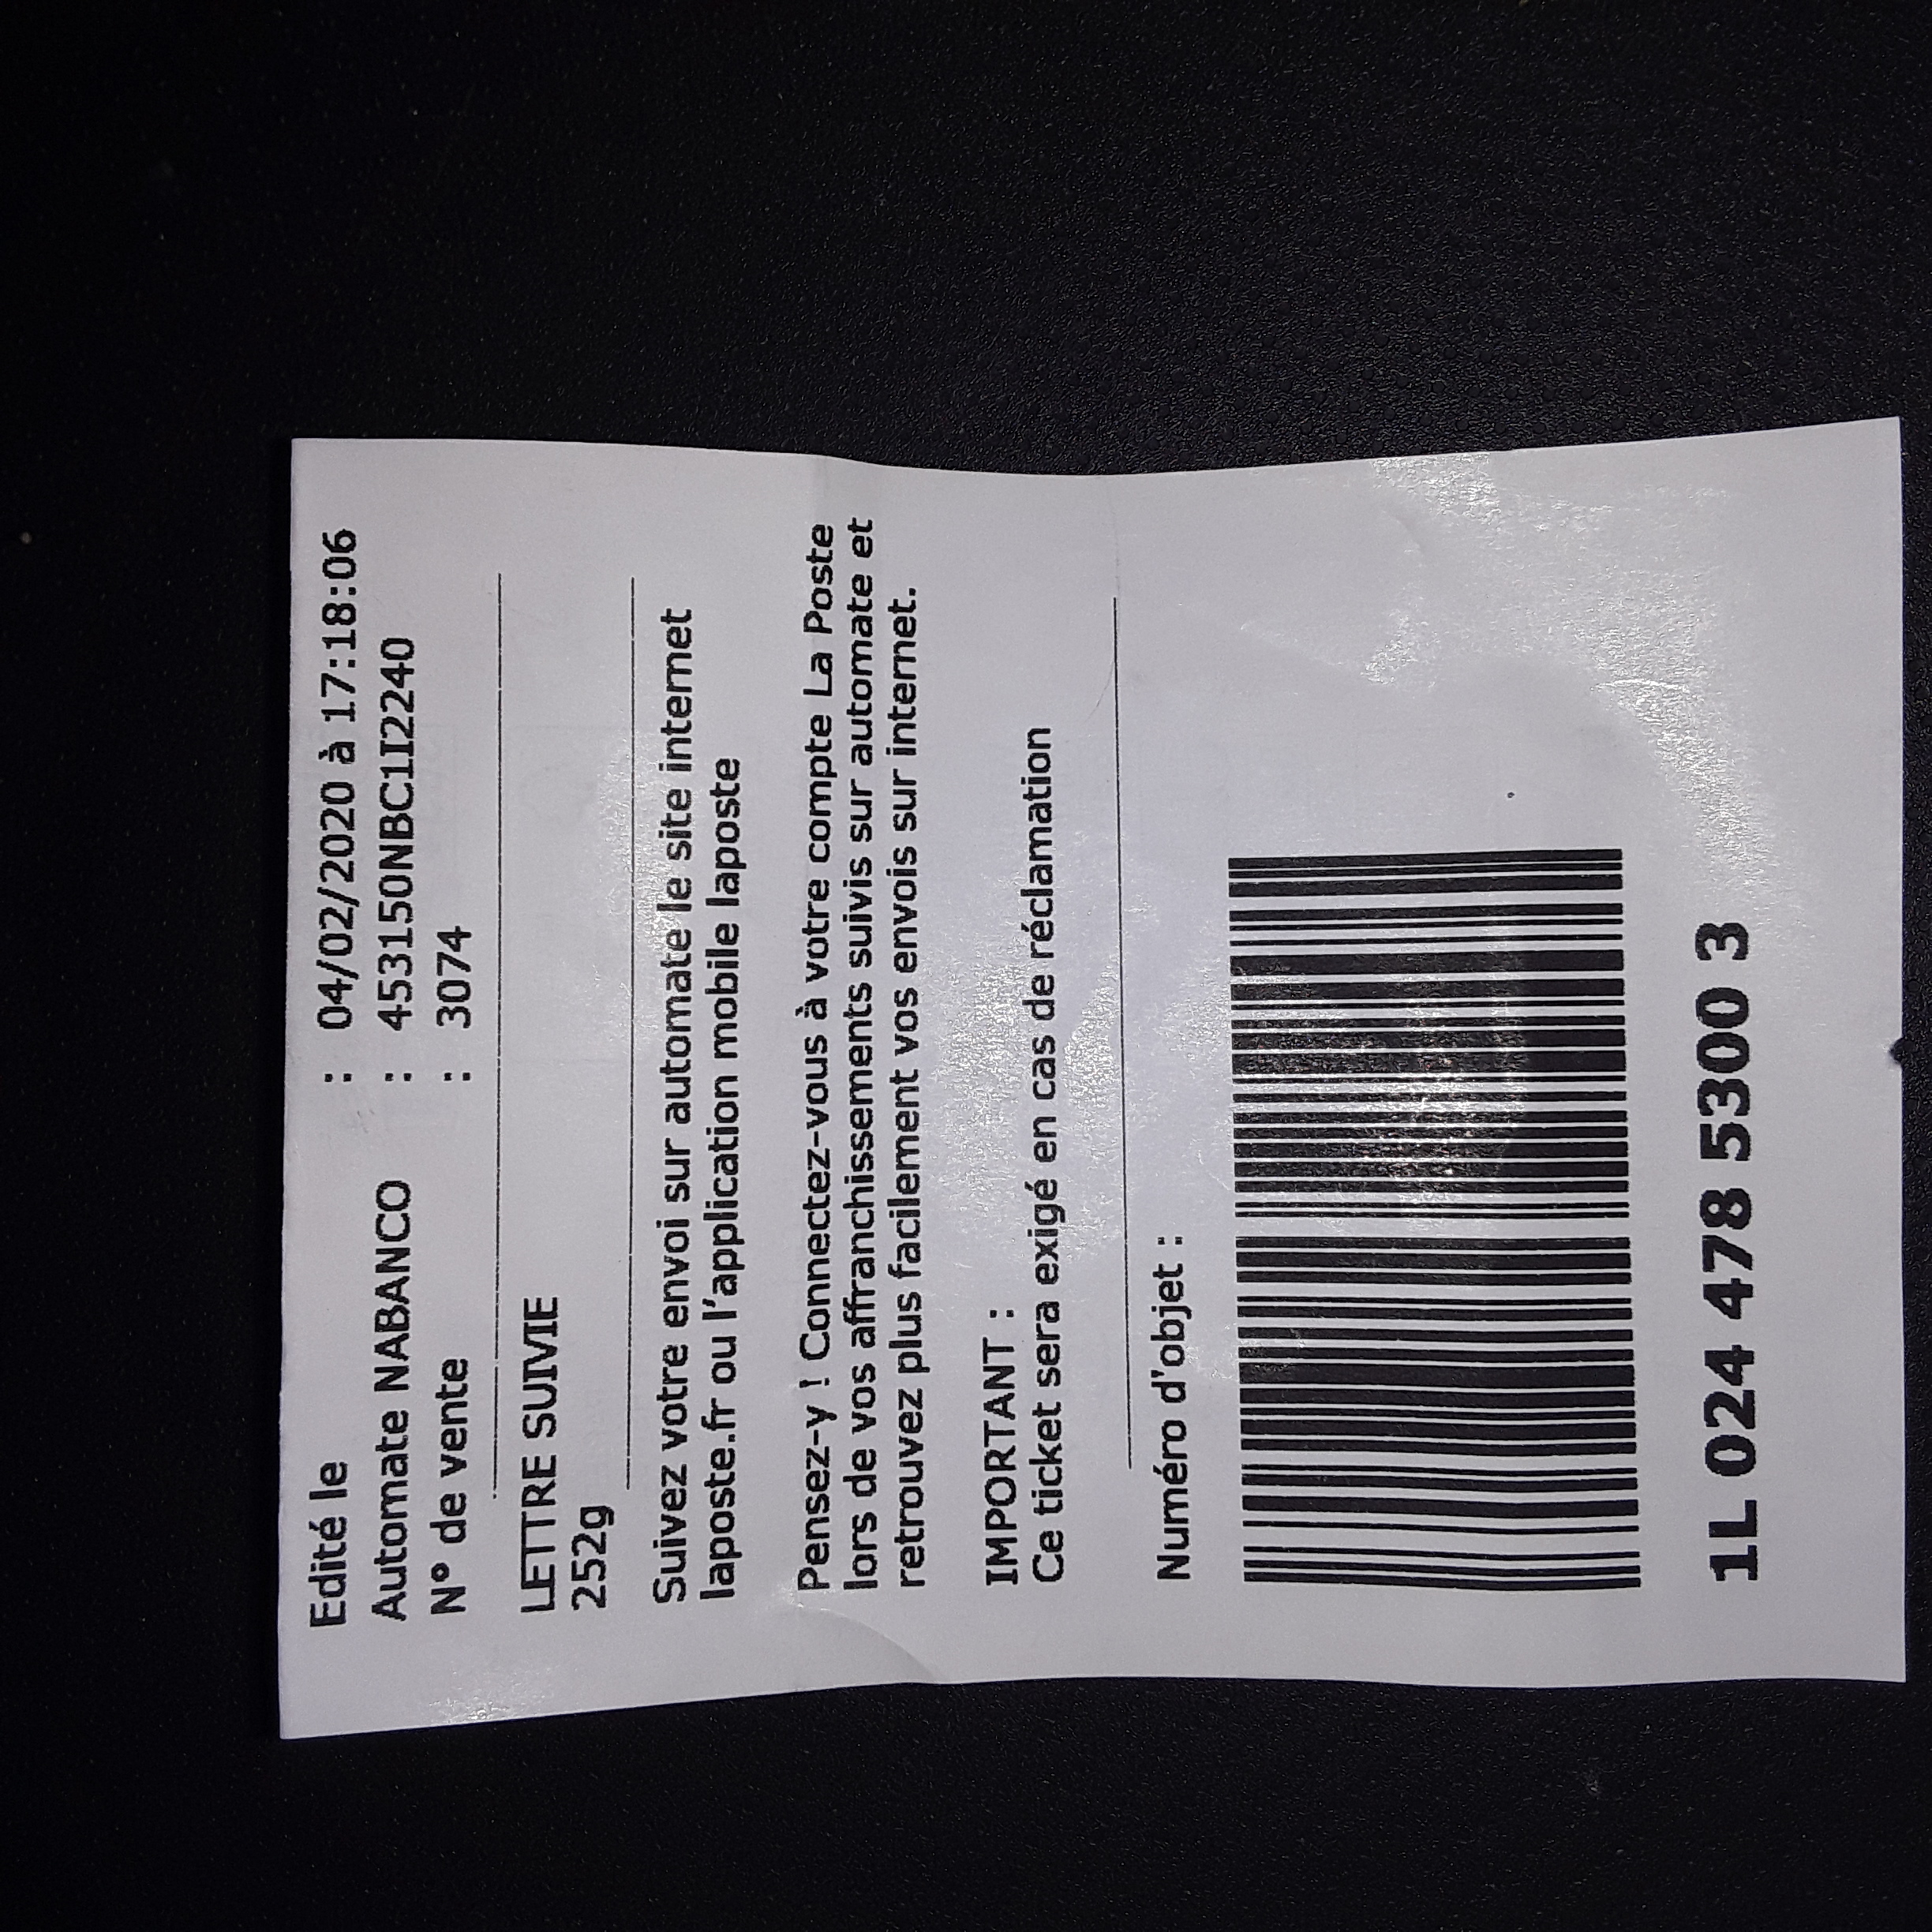 Edité le : 04/02/2020 à 17:18:06
Automate NABANCO : 453150NBC1I2240
N° de vente : 3074
LETTRE SUIVIE
252g
Suivez votre envoi sur automate le site internet
laposte.fr ou l'application mobile laposte
Pensez-y ! Connectez-vous à votre compte La Poste
lors de vos affranchissements suivis sur automate et
retrouvez plus facilement vos envois sur internet.
IMPORTANT :
Ce ticket sera exigé en cas de réclamation
Numéro d'objet :
1L 024 478 5300 3